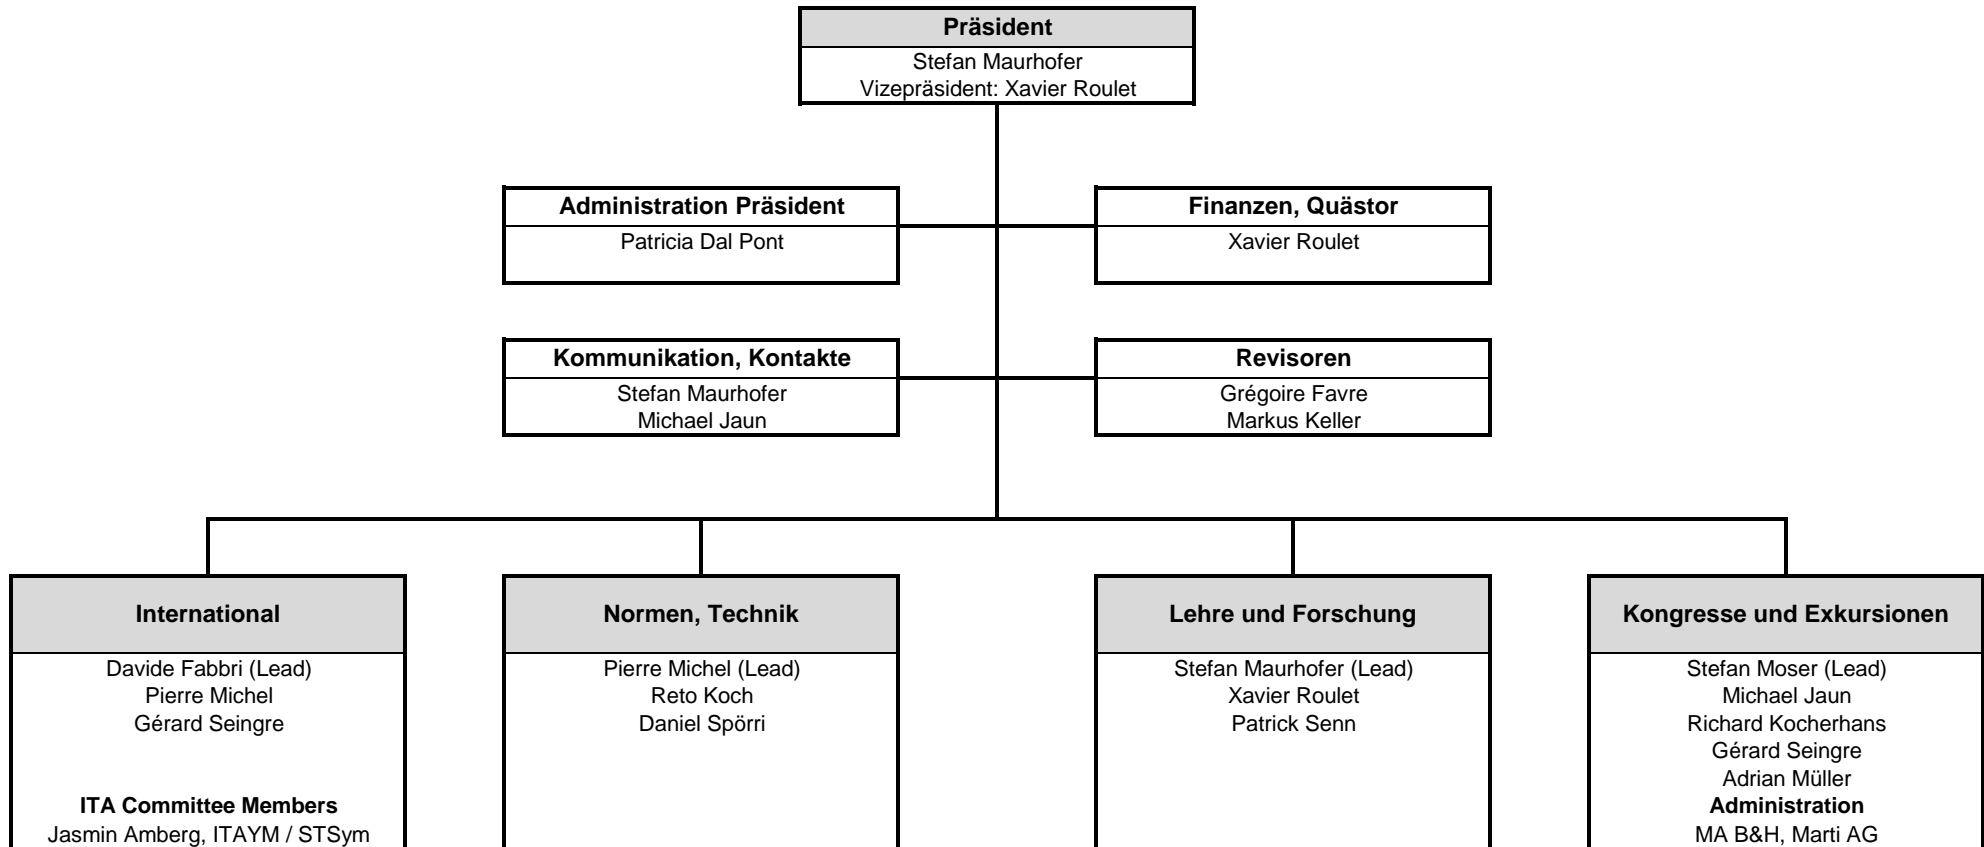 Präsident
Stefan Maurhofer
Vizepräsident: Xavier Roulet
Administration Präsident
Patricia Dal Pont
Finanzen, Quästor
Xavier Roulet
Kommunikation, Kontakte
Stefan Maurhofer
Michael Jaun
Revisoren
Grégoire Favre
Markus Keller
International
Davide Fabbri (Lead)
Pierre Michel
Gérard Seingre
ITA Committee Members
Jasmin Amberg, ITAYM / STSym
Normen, Technik
Pierre Michel (Lead)
Reto Koch
Daniel Spörri
Lehre und Forschung
Stefan Maurhofer (Lead)
Xavier Roulet
Patrick Senn
Kongresse und Exkursionen
Stefan Moser (Lead)
Michael Jaun
Richard Kocherhans
Gérard Seingre
Adrian Müller
Administration
MA B&H, Marti AG